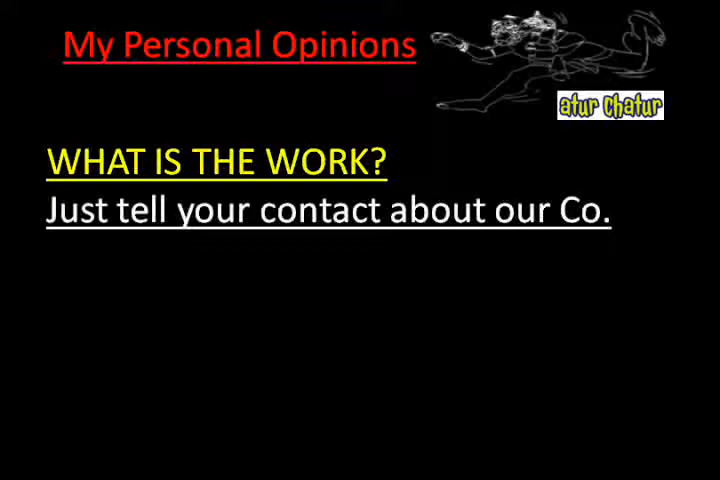 My Personal Opinions
atur chatur
WHAT IS THE WORK?
Just tell your contact about our Co.